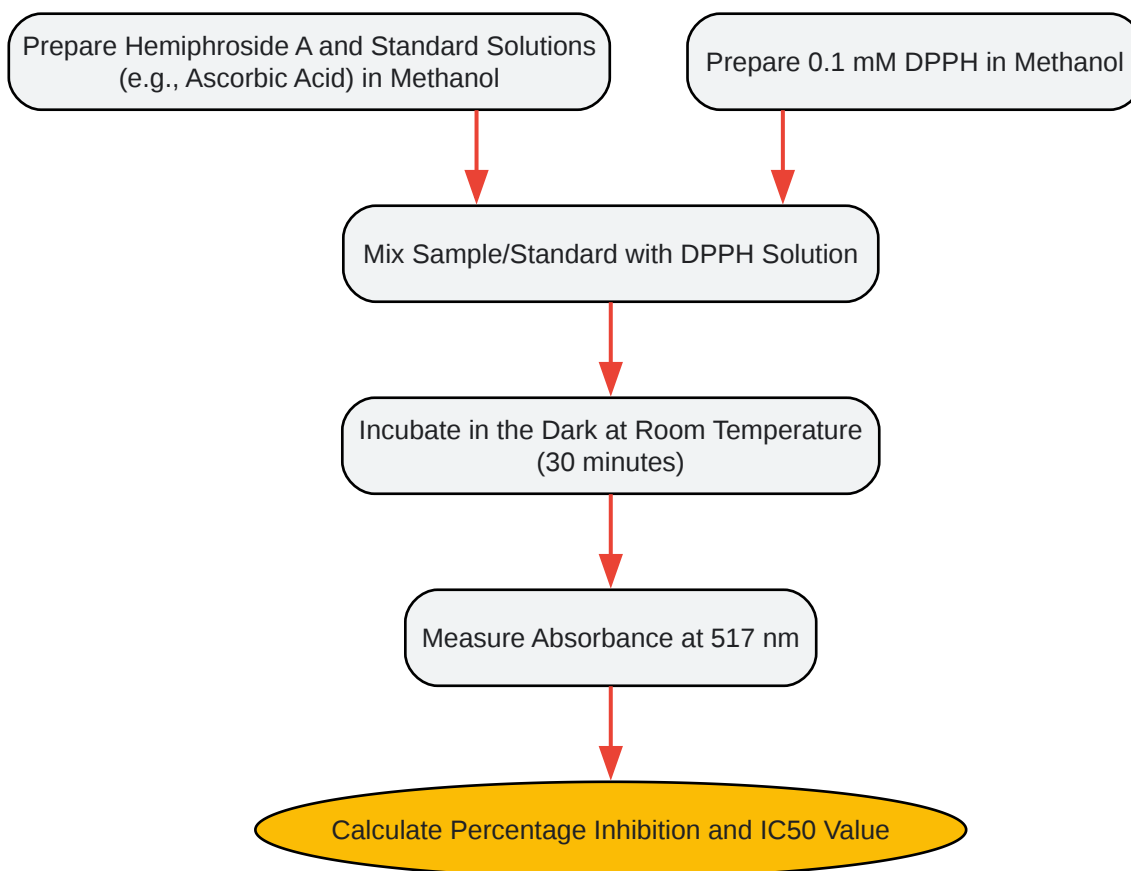 Prepare Hemiphroside A and Standard Solutions
(e.g., Ascorbic Acid) in Methanol
Prepare 0.1 mM DPPH in Methanol
Mix Sample/Standard with DPPH Solution
Incubate in the Dark at Room Temperature
(30 minutes)
Measure Absorbance at 517 nm
Calculate Percentage Inhibition and IC50 Value